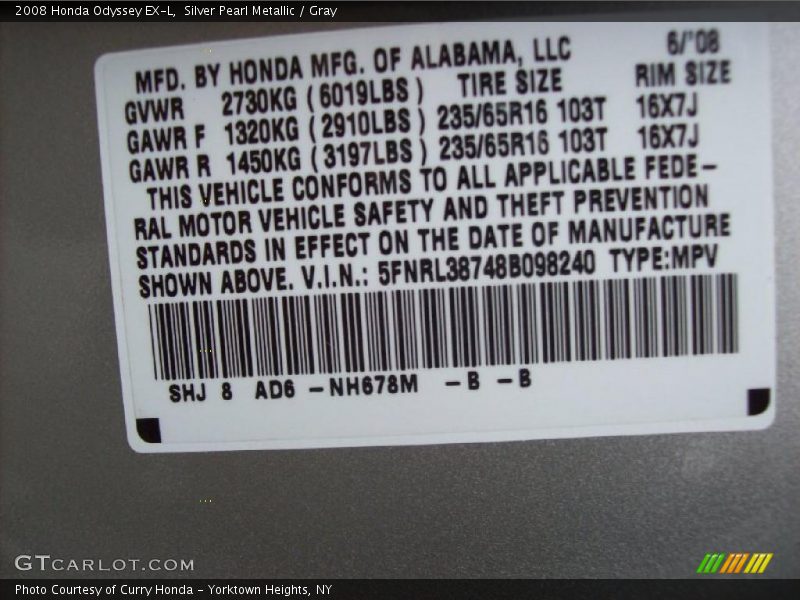 2008 Honda Odyssey EX-L,  Silver Pearl Metallic / Gray
MFD. BY HONDA MFG. OF ALABAMA, LLC 6/'08
GVWR 2730KG (6019LBS) TIRE SIZE RIM SIZE
GAWR F 1320KG (2910LBS) 235/65R16 103T 16X7J
GAWR R 1450KG (3197LBS) 235/65R16 103T 16X7J
THIS VEHICLE CONFORMS TO ALL APPLICABLE FEDE-
RAL MOTOR VEHICLE SAFETY AND THEFT PREVENTION
STANDARDS IN EFFECT ON THE DATE OF MANUFACTURE
SHOWN ABOVE. V.I.N.: 5FNRL38748B098240 TYPE:MPV
SHJ 8 AD6 -NH678M -B -B
GTCARLOT.COM
Photo Courtesy of Curry Honda - Yorktown Heights, NY